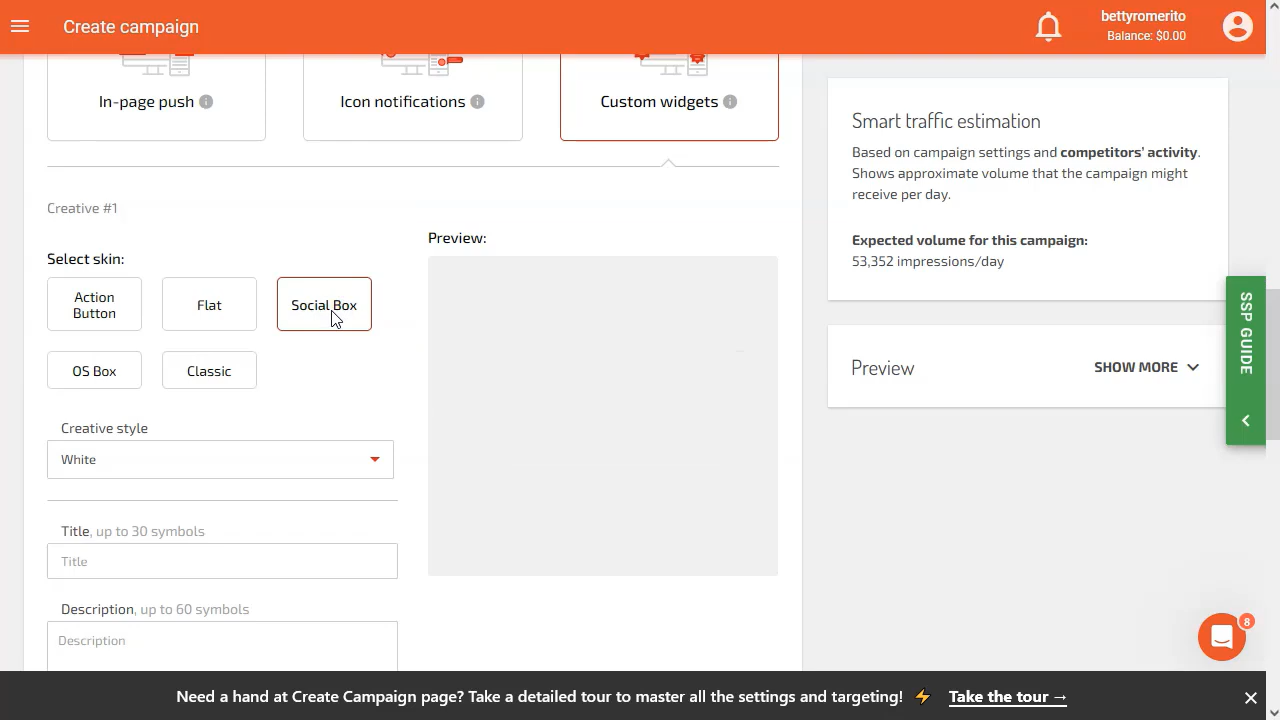 Create campaign
bettyromerito
Balance: $0.00
In-page push
Icon notifications
Custom widgets
Creative #1
Select skin:
Action
Button
Flat
Social Box
OS Box
Classic
Creative style
White
Title, up to 30 symbols
Title
Description, up to 60 symbols
Description
Preview:
Smart traffic estimation
Based on campaign settings and competitors' activity.
Shows approximate volume that the campaign might
receive per day.
Expected volume for this campaign:
53,352 impressions/day
Preview
SHOW MORE
SSP GUIDE
8
Need a hand at Create Campaign page? Take a detailed tour to master all the settings and targeting! ⚡ Take the tour →